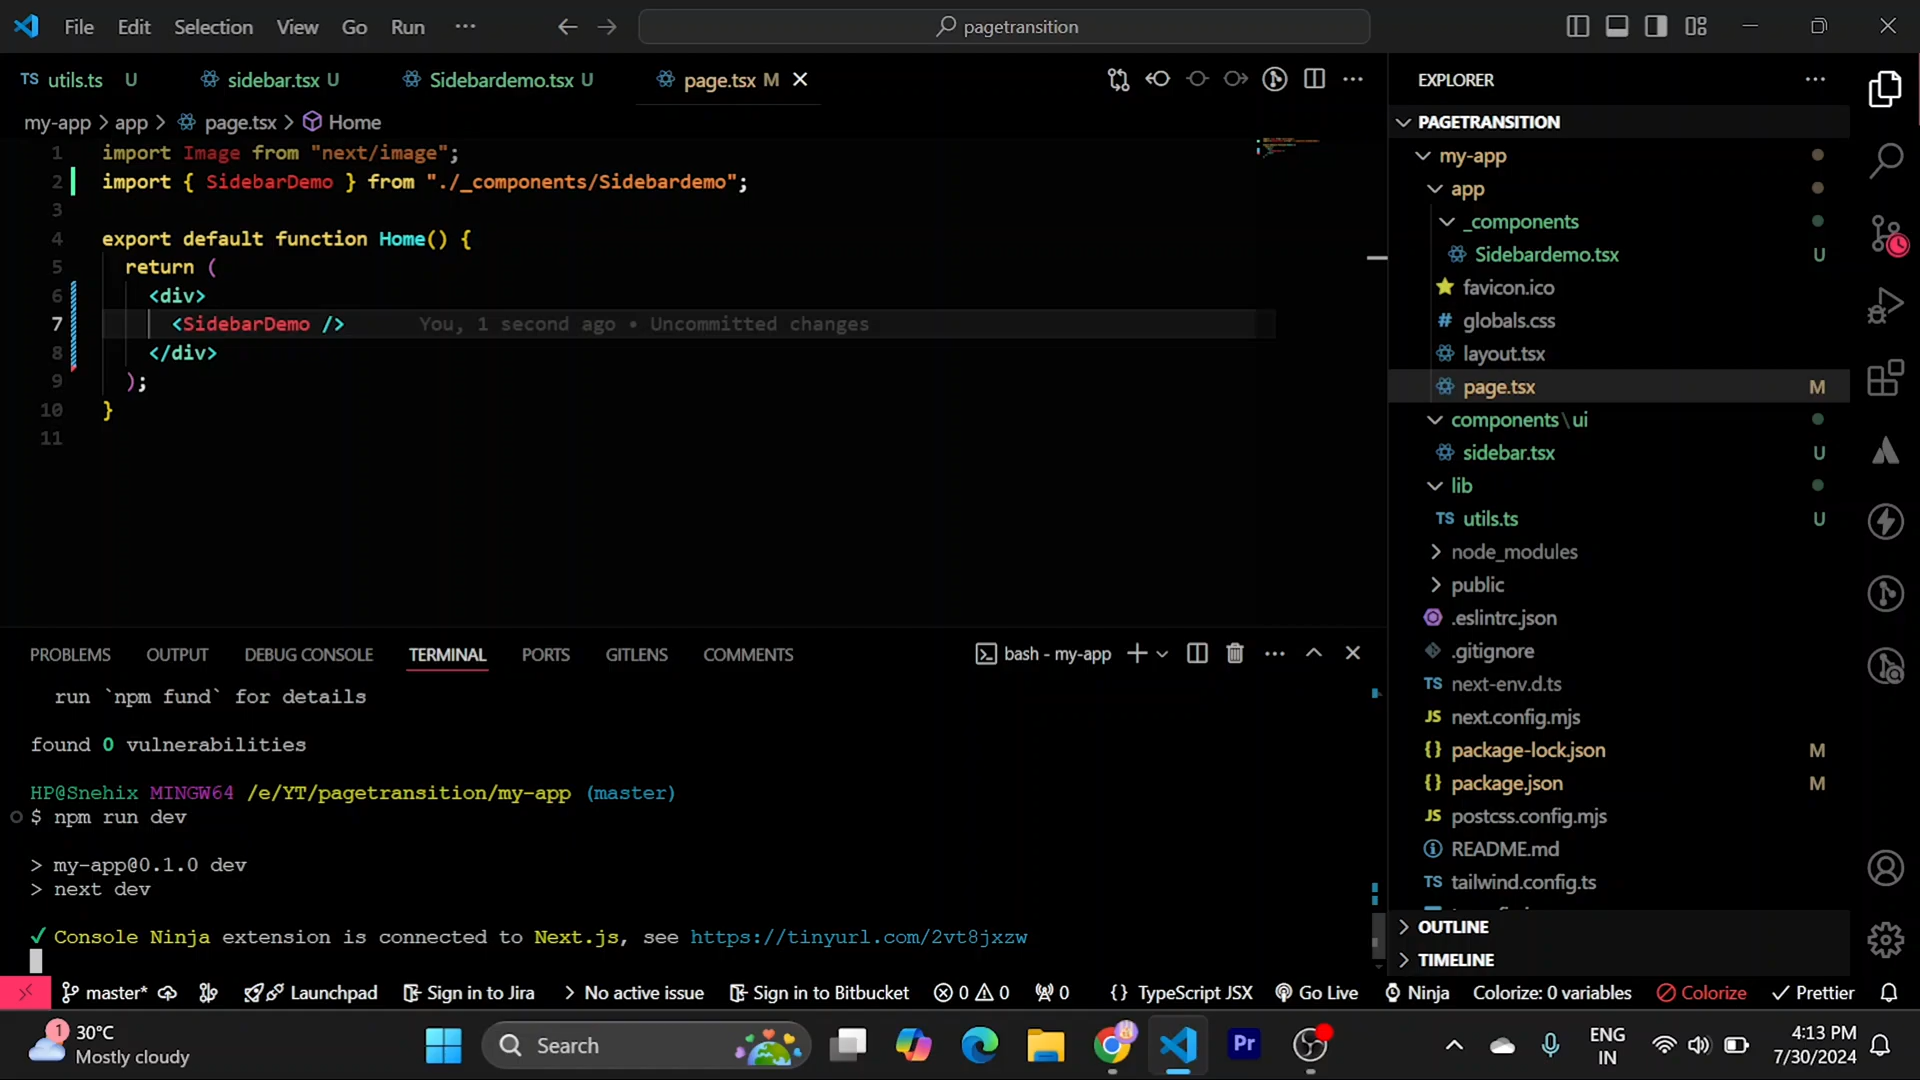 File Edit Selection View Go Run ··· pagetransition
TS utils.ts U sidebar.tsx U Sidebardemo.tsx U page.tsx M
my-app > app > page.tsx > Home
1 import Image from "next/image";
2 import { SidebarDemo } from "./_components/Sidebardemo";
3
4 export default function Home() {
5 return (
6 <div>
7 <SidebarDemo /> You, 1 second ago • Uncommitted changes
8 </div>
9 );
10 }
11
EXPLORER
PAGETRANSITION
my-app
app
_components
Sidebardemo.tsx U
favicon.ico
# globals.css
layout.tsx
page.tsx M
components\ui
sidebar.tsx U
lib
TS utils.ts U
node_modules
public
.eslintrc.json
.gitignore
TS next-env.d.ts
JS next.config.mjs
{} package-lock.json M
{} package.json M
JS postcss.config.mjs
README.md
TS tailwind.config.ts
OUTLINE
TIMELINE
PROBLEMS OUTPUT DEBUG CONSOLE TERMINAL PORTS GITLENS COMMENTS bash - my-app
run `npm fund` for details
found 0 vulnerabilities
HP@Snehix MINGW64 /e/YT/pagetransition/my-app (master)
$ npm run dev
> my-app@0.1.0 dev
> next dev
✓ Console Ninja extension is connected to Next.js, see https://tinyurl.com/2vt8jxzw
master* Launchpad Sign in to Jira > No active issue Sign in to Bitbucket 0 0 0 {} TypeScript JSX Go Live Ninja Colorize: 0 variables Colorize Prettier
1 30°C
Mostly cloudy
Search
Pr
ENG
IN
4:13 PM
7/30/2024